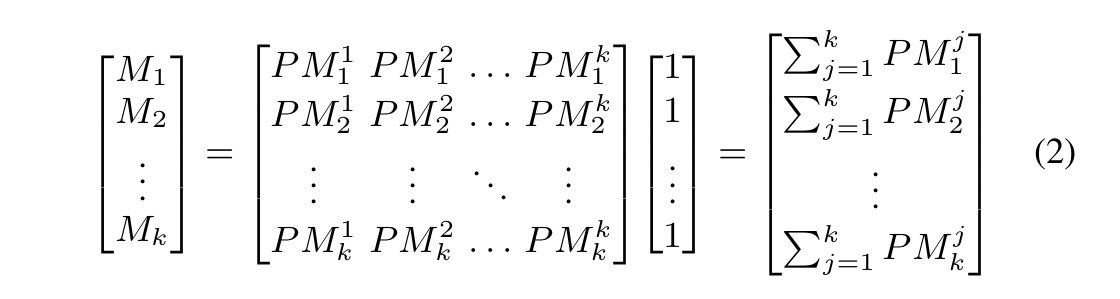 \begin{bmatrix} M_1 \\ M_2 \\ \vdots \\ M_k \end{bmatrix} = \begin{bmatrix} PM_1^1 & PM_1^2 & \dots & PM_1^k \\ PM_2^1 & PM_2^2 & \dots & PM_2^k \\ \vdots & \vdots & \ddots & \vdots \\ PM_k^1 & PM_k^2 & \dots & PM_k^k \end{bmatrix} \begin{bmatrix} 1 \\ 1 \\ \vdots \\ 1 \end{bmatrix} = \begin{bmatrix} \sum_{j=1}^k PM_1^j \\ \sum_{j=1}^k PM_2^j \\ \vdots \\ \sum_{j=1}^k PM_k^j \end{bmatrix} (2)